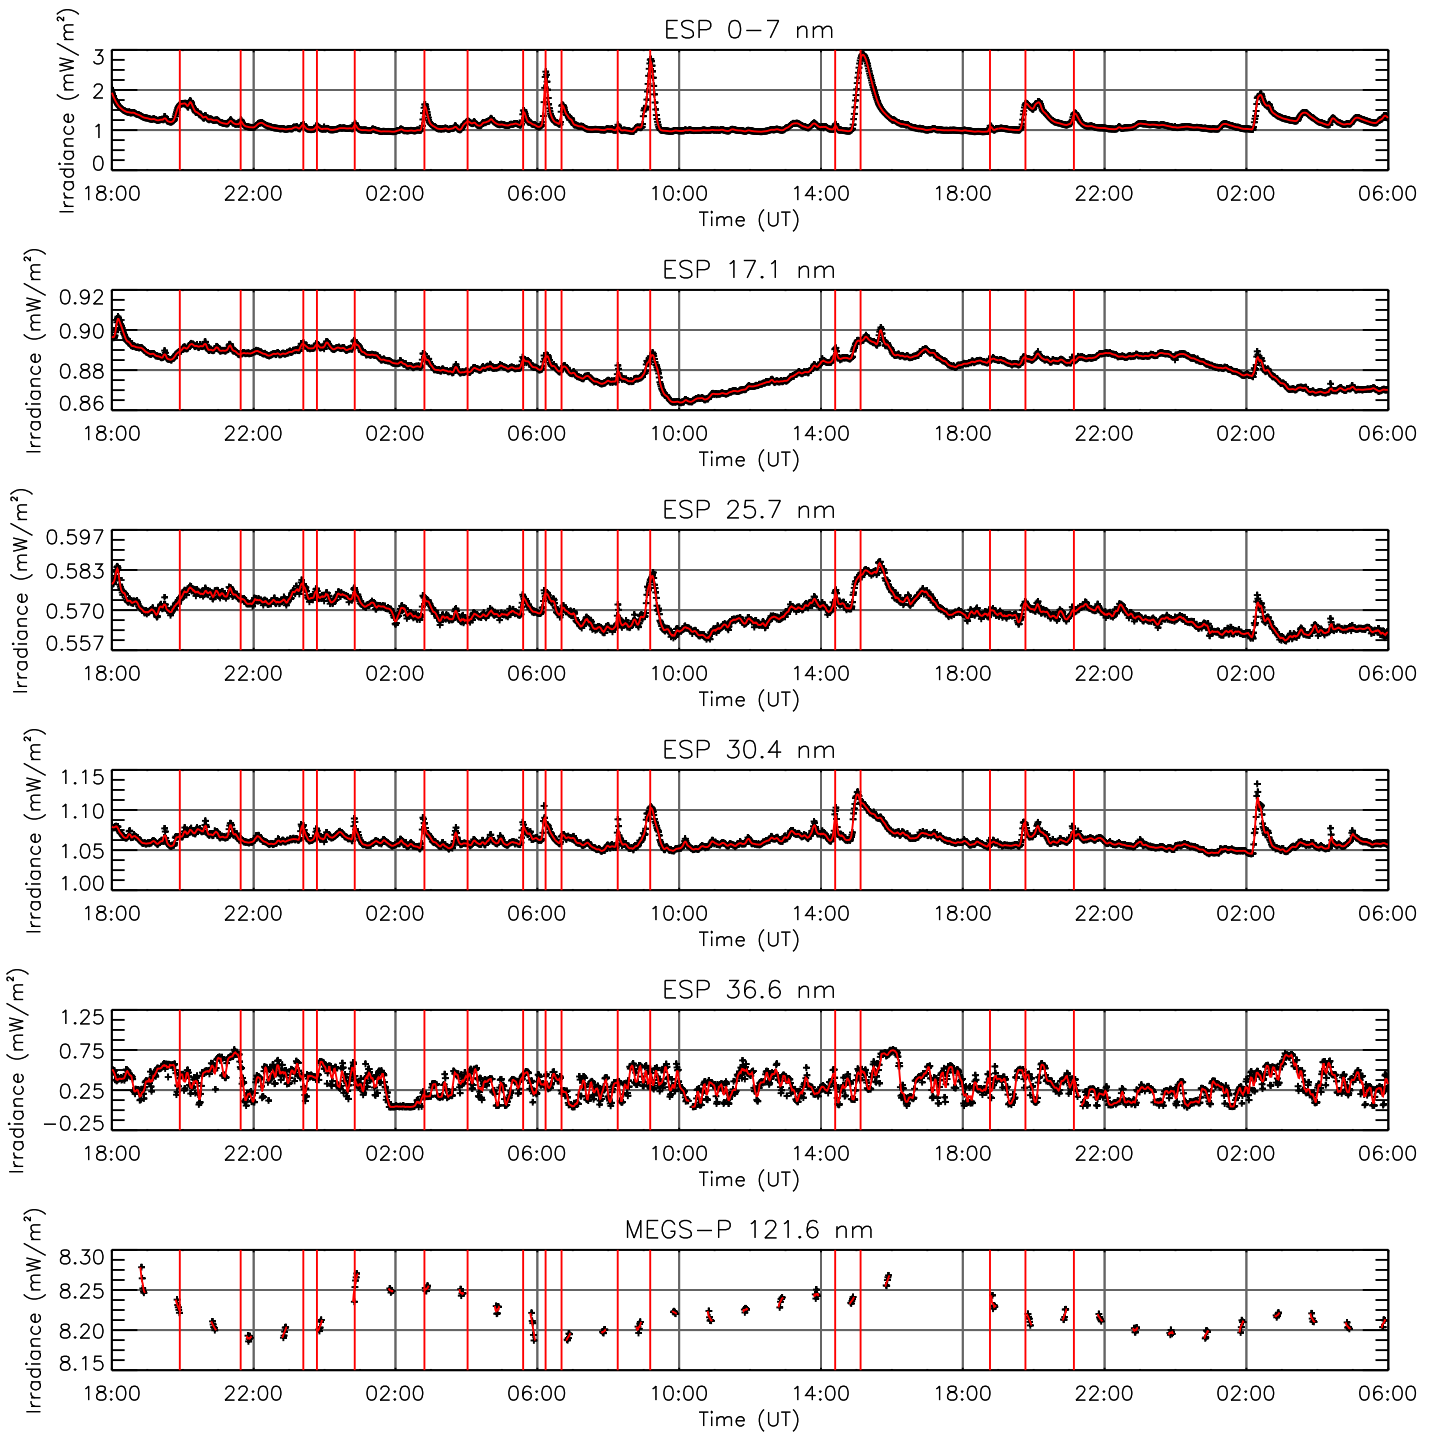 ESP 0-7 nm
Irradiance (mW/m²)
3
2
1
0
18:00 22:00 02:00 06:00 10:00 14:00 18:00 22:00 02:00 06:00
Time (UT)
ESP 17.1 nm
Irradiance (mW/m²)
0.92
0.90
0.88
0.86
18:00 22:00 02:00 06:00 10:00 14:00 18:00 22:00 02:00 06:00
Time (UT)
ESP 25.7 nm
Irradiance (mW/m²)
0.597
0.583
0.570
0.557
18:00 22:00 02:00 06:00 10:00 14:00 18:00 22:00 02:00 06:00
Time (UT)
ESP 30.4 nm
Irradiance (mW/m²)
1.15
1.10
1.05
1.00
18:00 22:00 02:00 06:00 10:00 14:00 18:00 22:00 02:00 06:00
Time (UT)
ESP 36.6 nm
Irradiance (mW/m²)
1.25
0.75
0.25
-0.25
18:00 22:00 02:00 06:00 10:00 14:00 18:00 22:00 02:00 06:00
Time (UT)
MEGS-P 121.6 nm
Irradiance (mW/m²)
8.30
8.25
8.20
8.15
18:00 22:00 02:00 06:00 10:00 14:00 18:00 22:00 02:00 06:00
Time (UT)